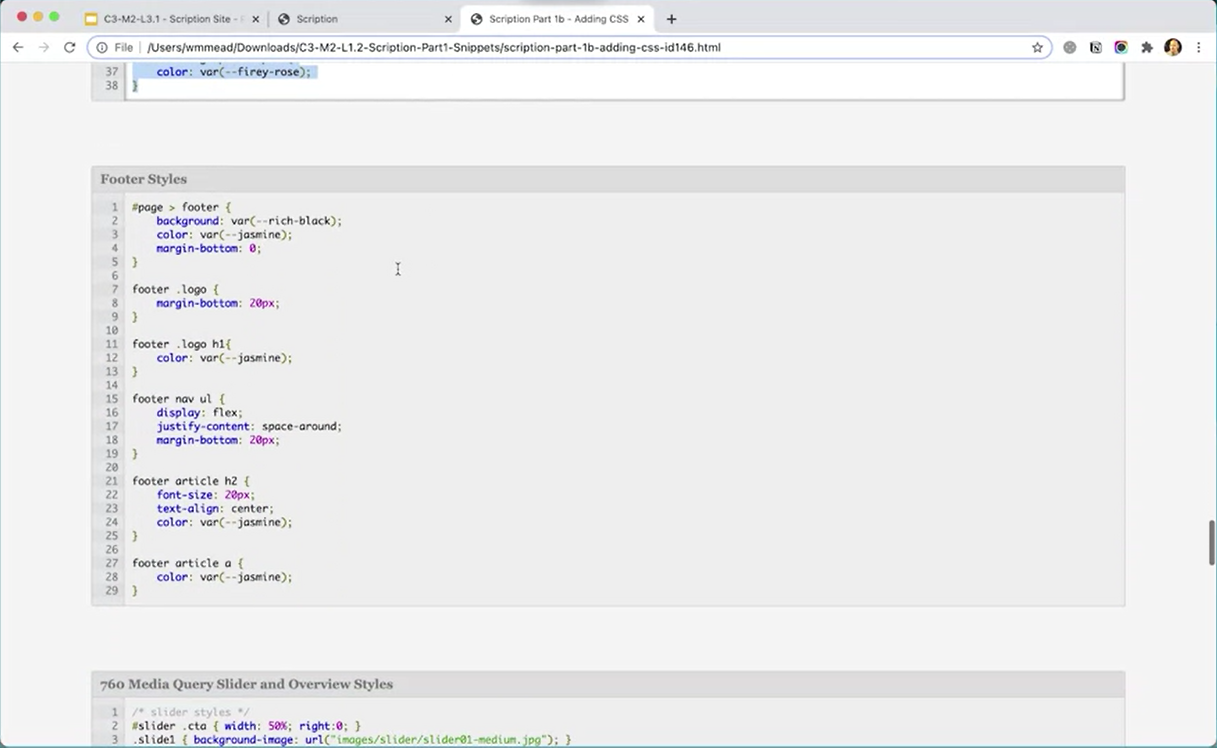 C3-M2-L3.1 - Scription Site -
Scription
Scription Part 1b - Adding CSS
File /Users/wmmead/Downloads/C3-M2-L1.2-Scription-Part1-Snippets/scription-part-1b-adding-css-id146.html
37 color: var(--firey-rose);
38 }
Footer Styles
1 #page > footer {
2 background: var(--rich-black);
3 color: var(--jasmine);
4 margin-bottom: 0;
5 }
6
7 footer .logo {
8 margin-bottom: 20px;
9 }
10
11 footer .logo h1{
12 color: var(--jasmine);
13 }
14
15 footer nav ul {
16 display: flex;
17 justify-content: space-around;
18 margin-bottom: 20px;
19 }
20
21 footer article h2 {
22 font-size: 20px;
23 text-align: center;
24 color: var(--jasmine);
25 }
26
27 footer article a {
28 color: var(--jasmine);
29 }
760 Media Query Slider and Overview Styles
1 /* slider styles */
2 #slider .cta { width: 50%; right:0; }
3 .slide1 { background-image: url("images/slider/slider01-medium.jpg"); }